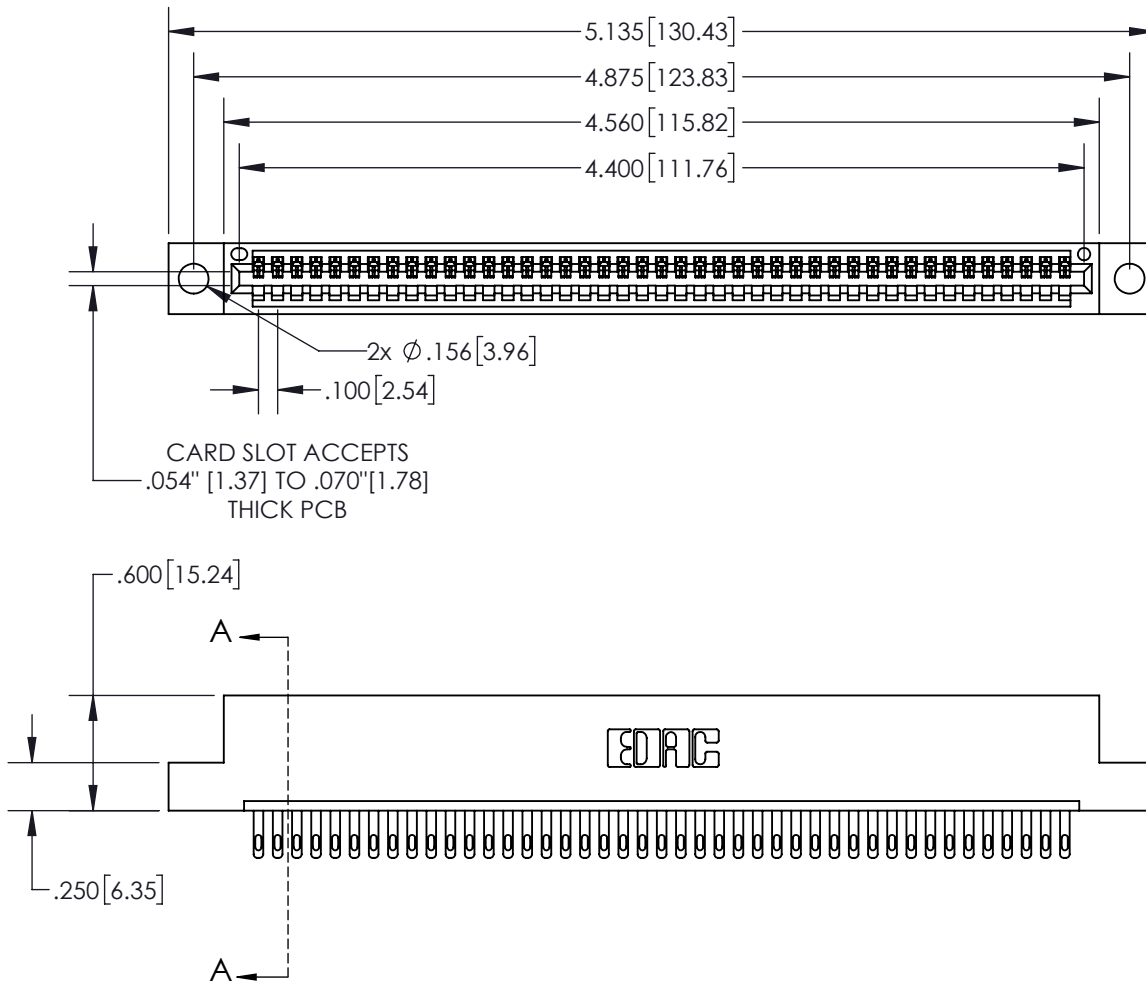 5.135[130.43]
4.875[123.83]
4.560[115.82]
4.400[111.76]
2x Ø .156[3.96]
.100[2.54]
CARD SLOT ACCEPTS
.054" [1.37] TO .070"[1.78]
THICK PCB
.600[15.24]
A
EDAC
.250[6.35]
A